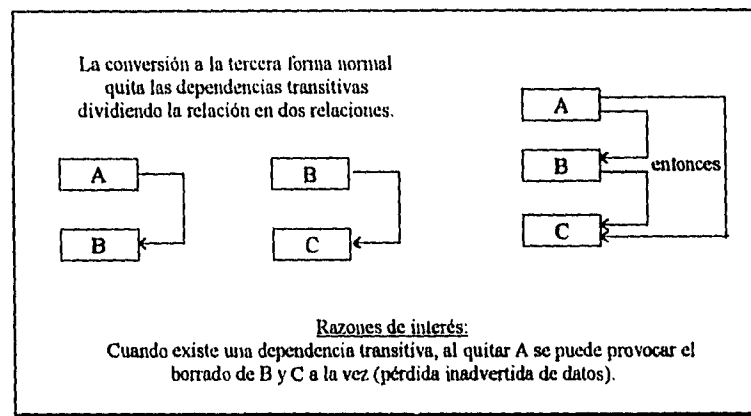 La conversión a la tercera forma normal
quita las dependencias transitivas
dividiendo la relación en dos relaciones.
A
B
B
C
A
B
entonces
C
Razones de interés:
Cuando existe una dependencia transitiva, al quitar A se puede provocar el
borrado de B y C a la vez (pérdida inadvertida de datos).